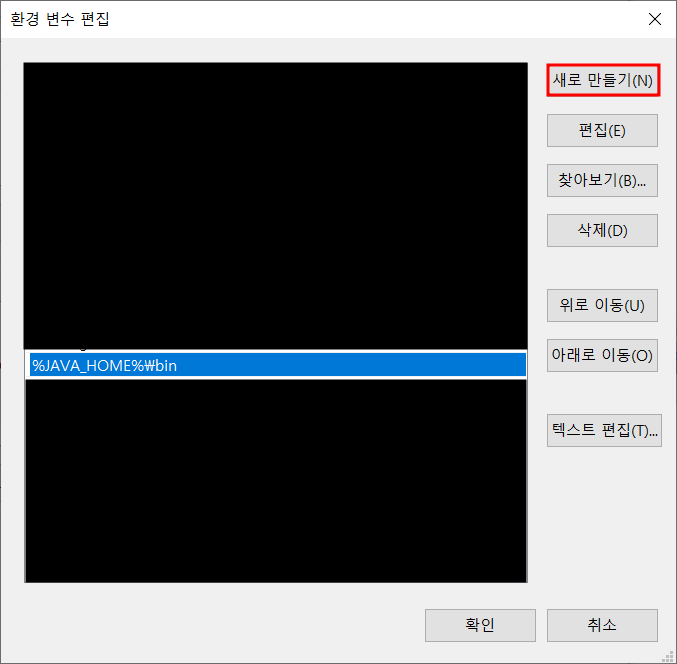 환경 변수 편집
새로 만들기(N)
편집(E)
찾아보기(B)...
삭제(D)
위로 이동(U)
%JAVA_HOME%₩bin
아래로 이동(O)
텍스트 편집(T)...
확인
취소